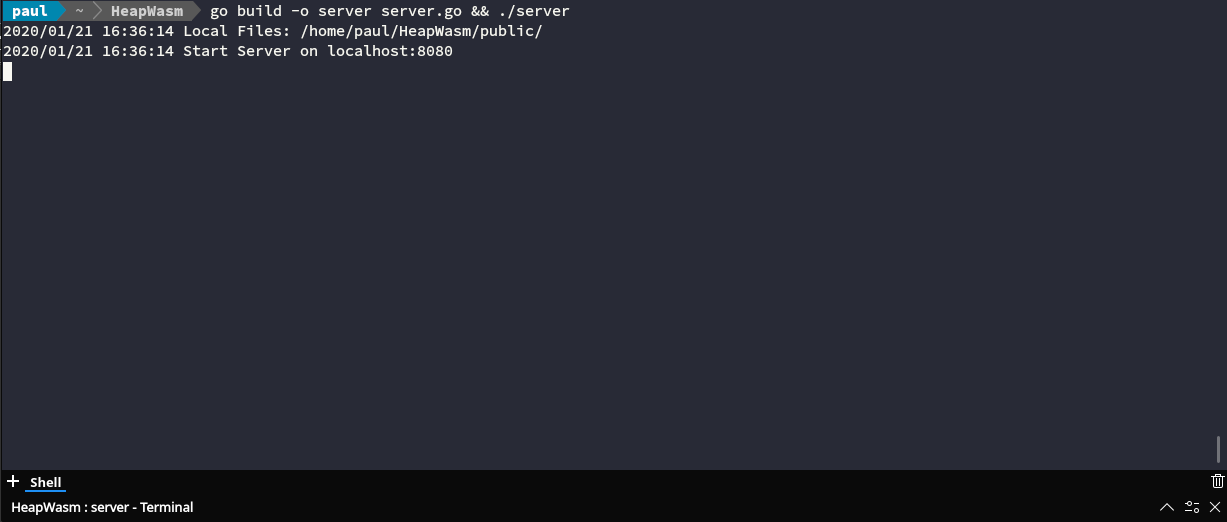 paul ~ HeapWasm go build -o server server.go && ./server
2020/01/21 16:36:14 Local Files: /home/paul/HeapWasm/public/
2020/01/21 16:36:14 Start Server on localhost:8080
+ Shell
HeapWasm : server - Terminal